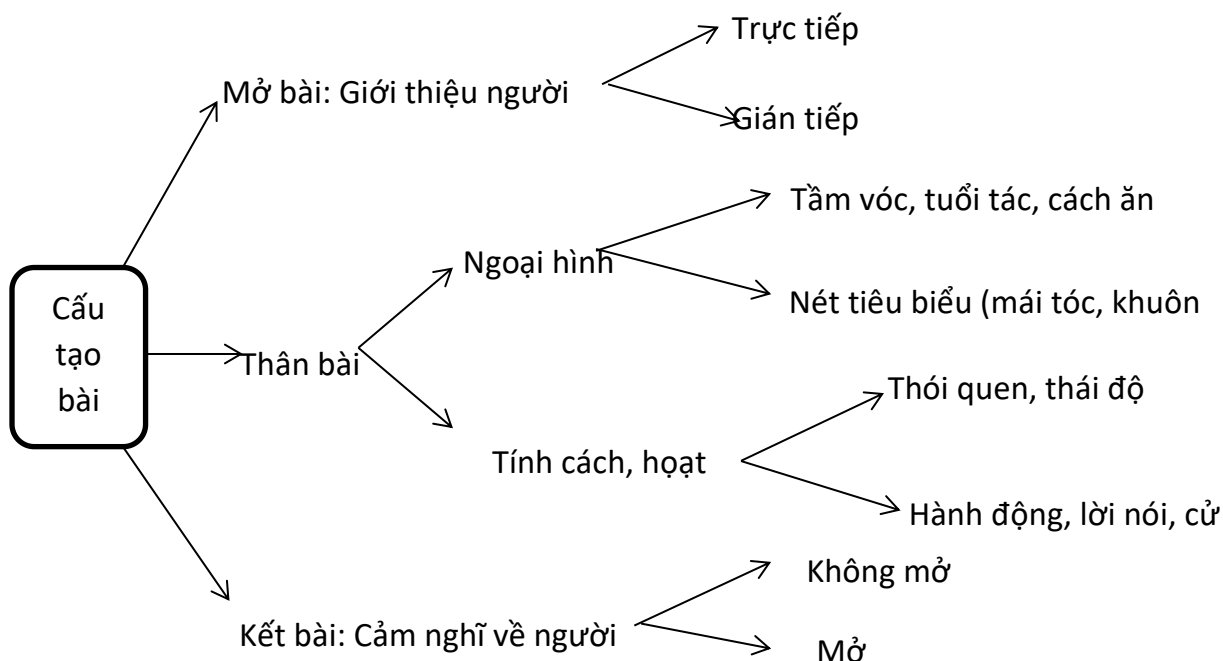 Trực tiếp
Mở bài: Giới thiệu người
Gián tiếp
Tầm vóc, tuổi tác, cách ăn
Ngoại hình
Nét tiêu biểu (mái tóc, khuôn
Cấu
tạo
bài
Thân bài
Thói quen, thái độ
Tính cách, hoạt
Hành động, lời nói, cử
Không mở
Kết bài: Cảm nghĩ về người
Mở